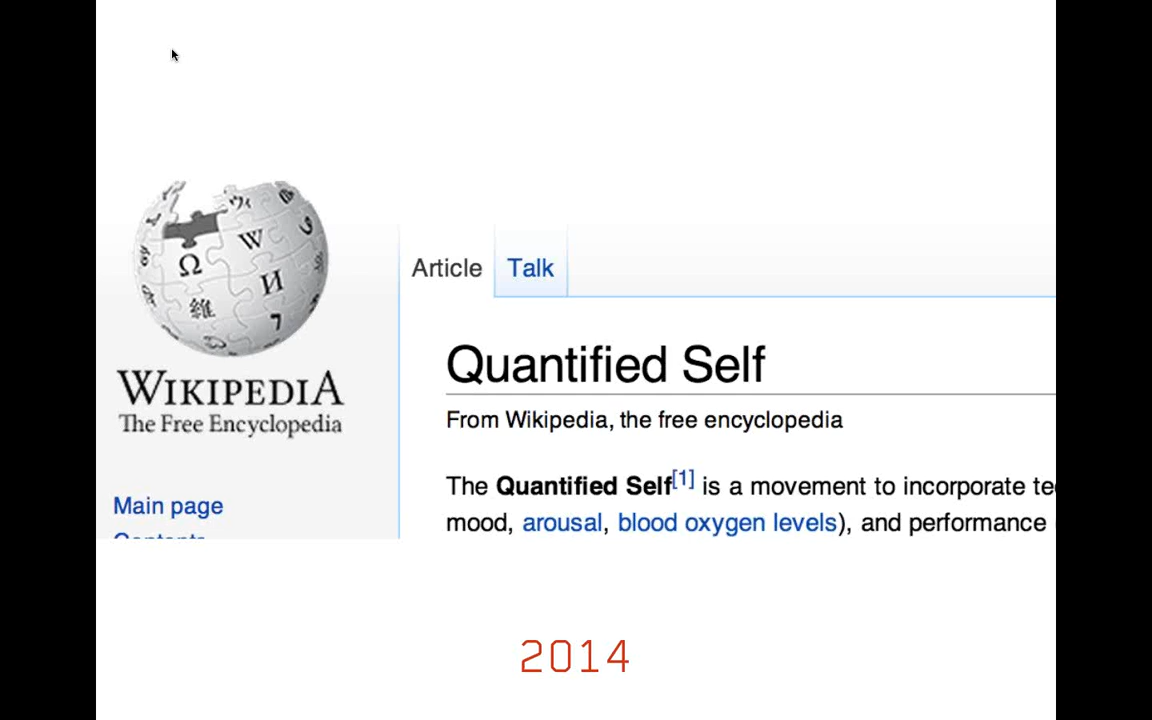 Article Talk
WIKIPEDIA
The Free Encyclopedia
Main page
Quantified Self
From Wikipedia, the free encyclopedia
The Quantified Self[1] is a movement to incorporate
mood, arousal, blood oxygen levels), and performance
2014